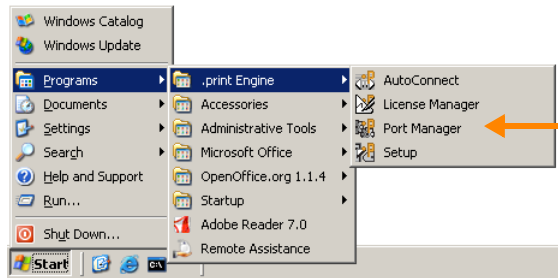 Windows Catalog
Windows Update
Programs
Documents
Settings
Search
Help and Support
Run...
Shut Down...
Start
.print Engine
Accessories
Administrative Tools
Microsoft Office
OpenOffice.org 1.1.4
Startup
Adobe Reader 7.0
Remote Assistance
AutoConnect
License Manager
Port Manager
Setup